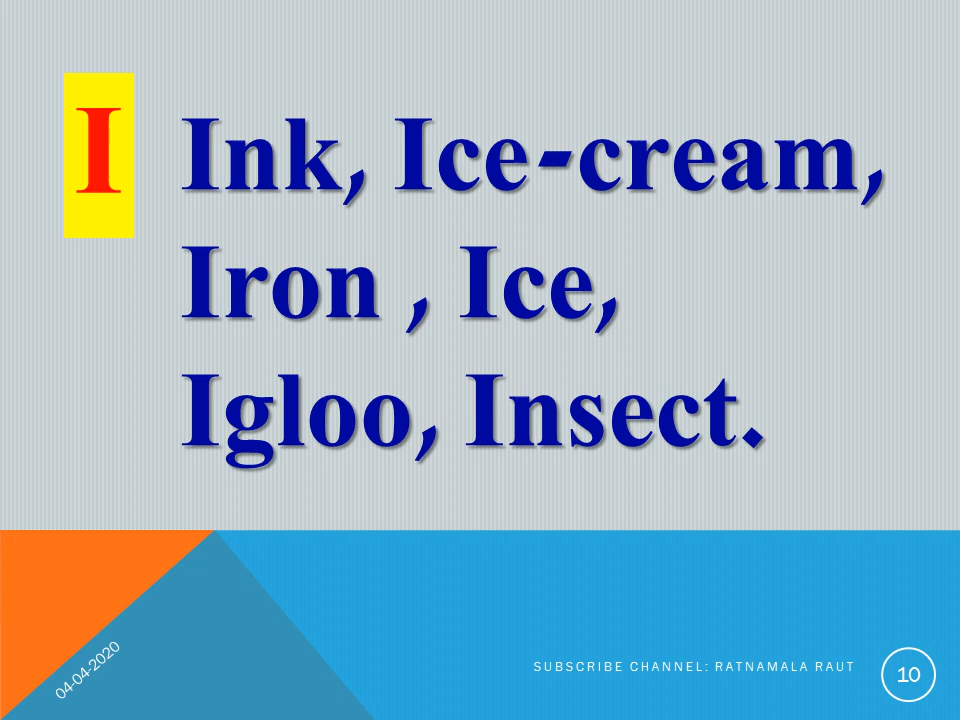 I
Ink, Ice-cream,
Iron , Ice,
Igloo, Insect.
04-04-2020
SUBSCRIBE CHANNEL: RATNAMALA RAUT
10